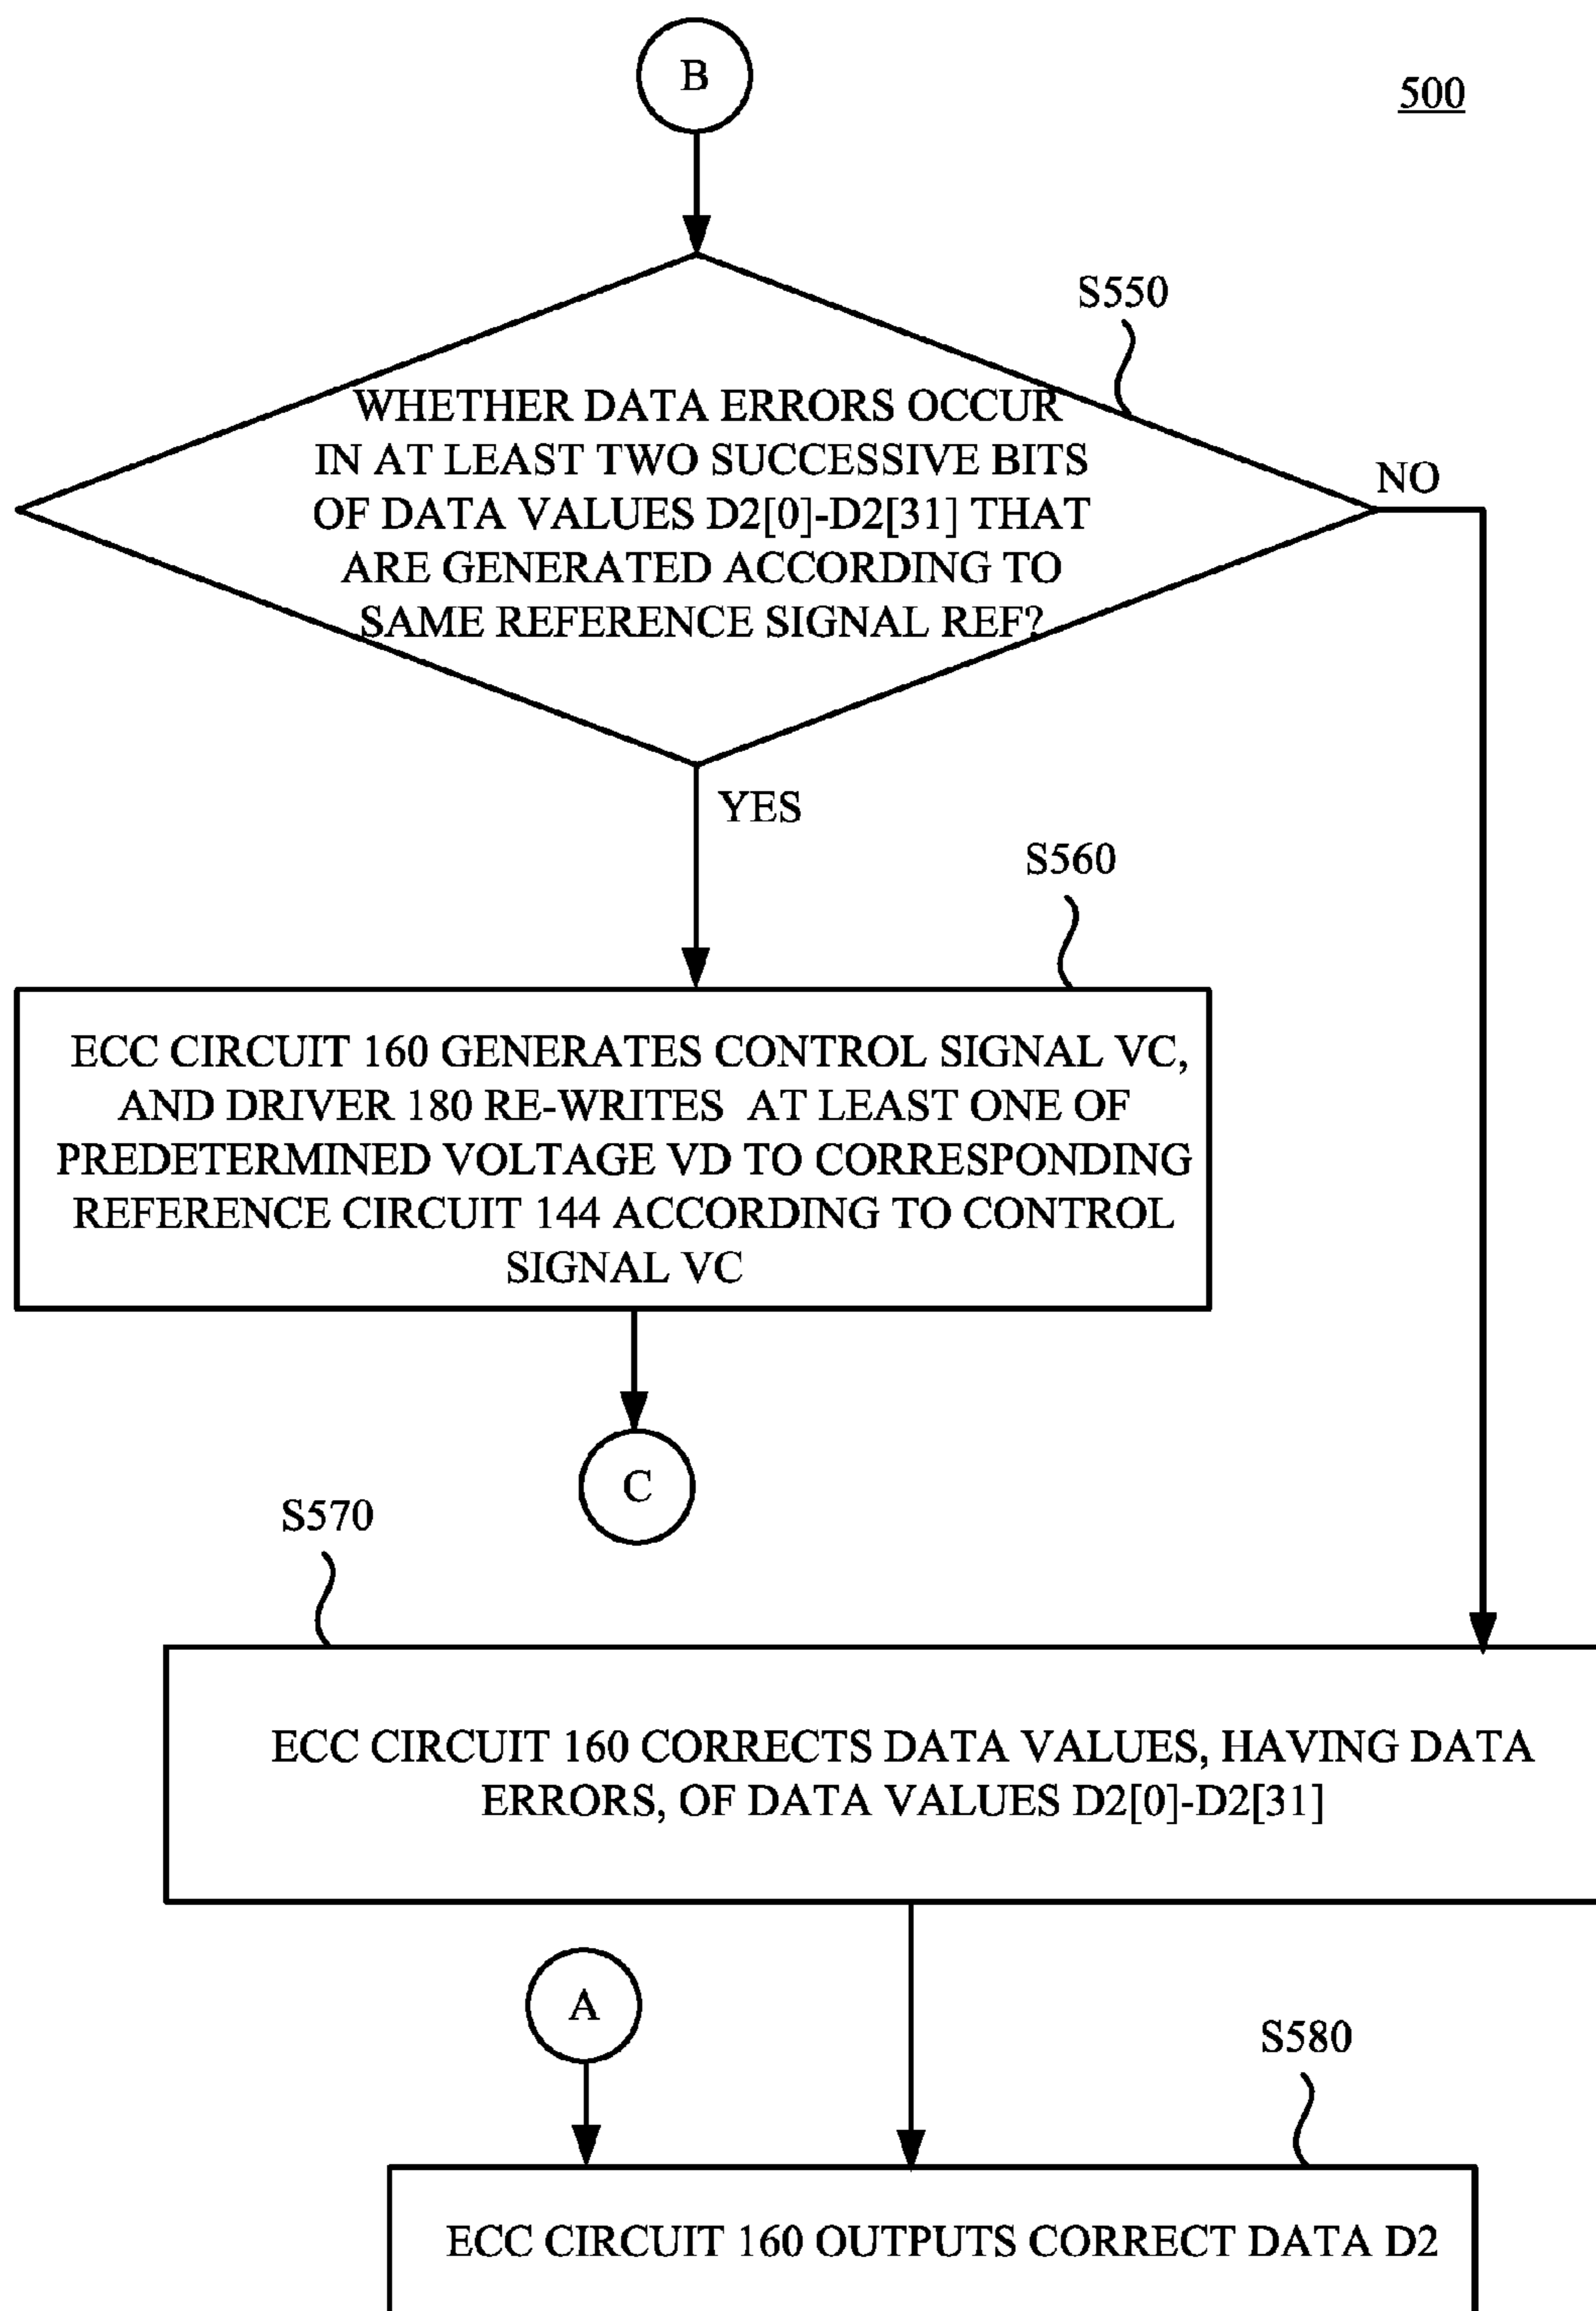 B
500
S550
WHETHER DATA ERRORS OCCUR
IN AT LEAST TWO SUCCESSIVE BITS
OF DATA VALUES D2[0]-D2[31] THAT
ARE GENERATED ACCORDING TO
SAME REFERENCE SIGNAL REF?
NO
YES
S560
ECC CIRCUIT 160 GENERATES CONTROL SIGNAL VC,
AND DRIVER 180 RE-WRITES AT LEAST ONE OF
PREDETERMINED VOLTAGE VD TO CORRESPONDING
REFERENCE CIRCUIT 144 ACCORDING TO CONTROL
SIGNAL VC
C
S570
ECC CIRCUIT 160 CORRECTS DATA VALUES, HAVING DATA
ERRORS, OF DATA VALUES D2[0]-D2[31]
A
S580
ECC CIRCUIT 160 OUTPUTS CORRECT DATA D2